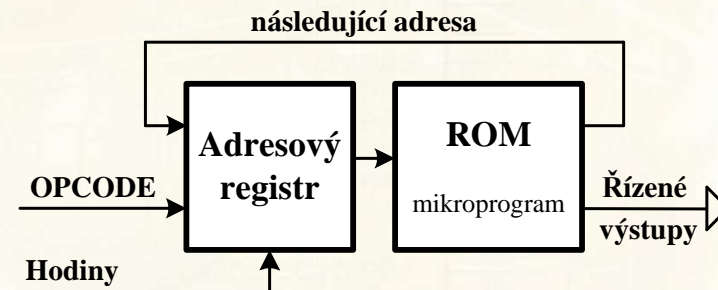 následující adresa
Adresový
registr
ROM
mikroprogram
OPCODE
Řízené
výstupy
Hodiny